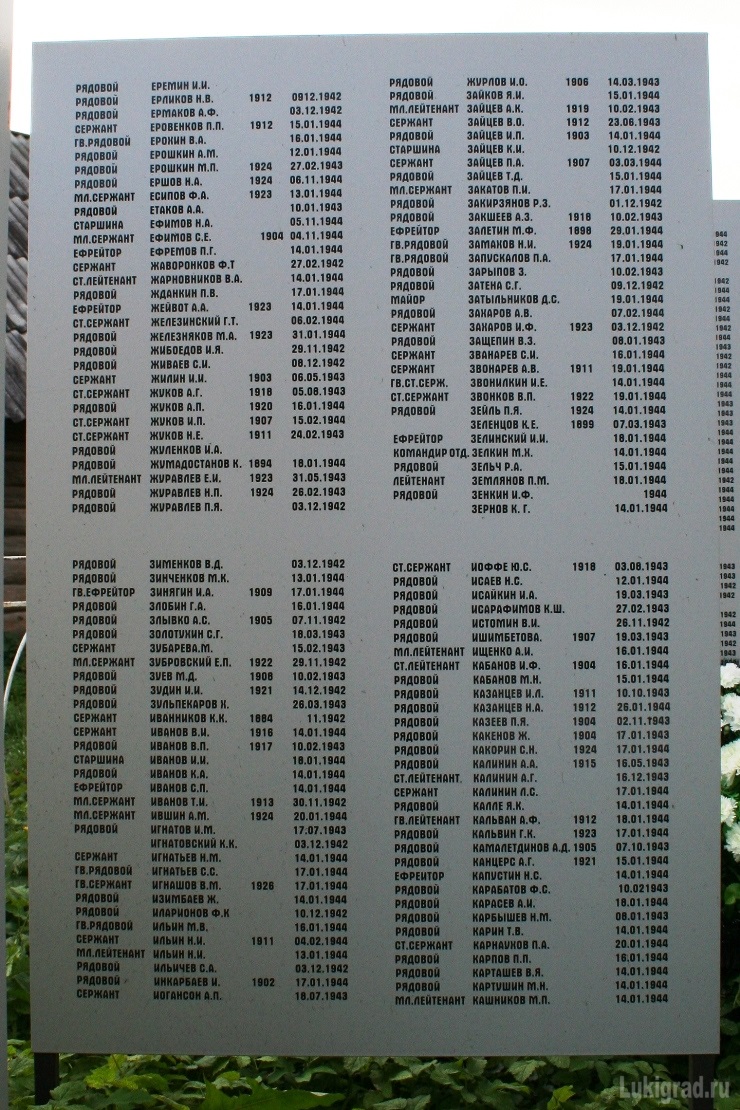 РЯДОВОЙ ЕРЕМИН И.И.
РЯДОВОЙ ЕРЛИКОВ Н.В. 1912 0912.1942
РЯДОВОЙ ЕРМАКОВ А.Ф. 03.12.1942
СЕРЖАНТ ЕРОВЕНКОВ П.П. 1912 15.01.1944
ГВ.РЯДОВОЙ ЕРОХИН В.А. 16.01.1944
РЯДОВОЙ ЕРОШКИН А.М. 12.01.1944
РЯДОВОЙ ЕРОШКИН М.П. 1924 27.02.1943
РЯДОВОЙ ЕРШОВ Н.А. 1924 06.11.1944
МЛ.СЕРЖАНТ ЕСИПОВ Ф.А. 1923 13.01.1944
РЯДОВОЙ ЕТАКОВ А.А. 10.01.1943
СТАРШИНА ЕФИМОВ Н.А. 05.11.1944
МЛ.СЕРЖАНТ ЕФИМОВ С.Е. 1904 04.11.1944
ЕФРЕЙТОР ЕФРЕМОВ П.Г. 14.01.1944
СЕРЖАНТ ЖАВОРОНКОВ Ф.Т 27.02.1942
СТ.ЛЕЙТЕНАНТ ЖАРНОВНИКОВ В.А. 14.01.1944
РЯДОВОЙ ЖДАНКИН П.В. 17.01.1944
ЕФРЕЙТОР ЖЕЙВОТ А.А. 1923 14.01.1944
СТ.СЕРЖАНТ ЖЕЛЕЗИНСКИЙ Г.Т. 06.02.1944
РЯДОВОЙ ЖЕЛЕЗНЯКОВ М.А. 1923 31.01.1944
РЯДОВОЙ ЖИБОЕДОВ И.Я. 29.11.1942
РЯДОВОЙ ЖИВАЕВ С.И. 08.12.1942
СЕРЖАНТ ЖИЛИН И.И. 1903 06.05.1943
СТ.СЕРЖАНТ ЖУКОВ А.Г. 1918 05.08.1943
РЯДОВОЙ ЖУКОВ А.П. 1920 16.01.1944
СТ.СЕРЖАНТ ЖУКОВ И.П. 1907 15.02.1944
СТ.СЕРЖАНТ ЖУКОВ Н.Е. 1911 24.02.1943
РЯДОВОЙ ЖУЛЕНКОВ И.А.
РЯДОВОЙ ЖУМАДОСТАНОВ К. 1894 18.01.1944
МЛ.ЛЕЙТЕНАНТ ЖУРАВЛЕВ Е.И. 1923 31.05.1943
РЯДОВОЙ ЖУРАВЛЕВ Н.П. 1924 26.02.1943
РЯДОВОЙ ЖУРАВЛЕВ П.Я. 03.12.1942
РЯДОВОЙ ЖУРЛОВ И.О. 1906 14.03.1943
РЯДОВОЙ ЗАЙКОВ Я.И. 15.01.1944
МЛ.ЛЕЙТЕНАНТ ЗАЙЦЕВ А.К. 1919 10.02.1943
СЕРЖАНТ ЗАЙЦЕВ В.О. 1912 23.06.1943
РЯДОВОЙ ЗАЙЦЕВ И.П. 1903 14.01.1944
СТАРШИНА ЗАЙЦЕВ К.И. 10.12.1942
СЕРЖАНТ ЗАЙЦЕВ П.А. 1907 03.03.1944
РЯДОВОЙ ЗАЙЦЕВ Т.Д. 15.01.1944
МЛ.СЕРЖАНТ ЗАКАТОВ П.И. 17.01.1944
РЯДОВОЙ ЗАКИРЗЯНОВ Р.З. 01.12.1942
РЯДОВОЙ ЗАКШЕЕВ А.З. 1918 10.02.1943
ЕФРЕЙТОР ЗАЛЕТИН М.Ф. 1898 29.01.1944
ГВ.РЯДОВОЙ ЗАМАКОВ Н.И. 1924 19.01.1944
ГВ.РЯДОВОЙ ЗАПУСКАЛОВ П.А. 17.01.1944
РЯДОВОЙ ЗАРЫПОВ З. 10.02.1943
РЯДОВОЙ ЗАТЕНА С.Г. 09.12.1942
МАЙОР ЗАТЫЛЬНИКОВ Д.С. 19.01.1944
РЯДОВОЙ ЗАХАРОВ А.В. 07.02.1944
СЕРЖАНТ ЗАХАРОВ И.Ф. 1923 03.12.1942
РЯДОВОЙ ЗАЩЕПИН В.З. 08.01.1943
СЕРЖАНТ ЗВАНАРЕВ С.И. 16.01.1944
СЕРЖАНТ ЗВОНАРЕВ А.В. 1911 19.01.1944
ГВ.СТ.СЕРЖ. ЗВОНИЛКИН И.Е. 14.01.1944
СТ.СЕРЖАНТ ЗВОНКОВ В.П. 1922 19.01.1944
РЯДОВОЙ ЗЕЙЛЬ П.Я. 1924 14.01.1944
ЗЕЛЕНЦОВ К.Е. 1899 07.03.1943
ЕФРЕЙТОР ЗЕЛИНСКИЙ И.И. 18.01.1944
КОМАНДИР ОТД. ЗЕЛКИН М.Х. 14.01.1944
РЯДОВОЙ ЗЕЛЬЧ Р.А. 15.01.1944
ЛЕЙТЕНАНТ ЗЕМЛЯНОВ П.М. 18.01.1944
РЯДОВОЙ ЗЕНКИН И.Ф. 1944
ЗЕРНОВ К. Г. 14.01.1944
РЯДОВОЙ ЗИМЕНКОВ В.Д. 03.12.1942
РЯДОВОЙ ЗИНЧЕНКОВ М.К. 13.01.1944
ГВ.ЕФРЕЙТОР ЗИНЯГИН И.А. 1909 17.01.1944
РЯДОВОЙ ЗЛОБИН Г.А. 16.01.1944
РЯДОВОЙ ЗЛЫВКО А.С. 1905 07.11.1942
РЯДОВОЙ ЗОЛОТУХИН С.Г. 18.03.1943
СЕРЖАНТ ЗУБАРЕВА.М. 15.02.1943
МЛ.СЕРЖАНТ ЗУБРОВСКИЙ Е.П. 1922 29.11.1942
РЯДОВОЙ ЗУЕВ М.Д. 1908 10.02.1943
РЯДОВОЙ ЗУДИН И.И. 1921 14.12.1942
РЯДОВОЙ ЗУЛЬПЕКАРОВ Х. 26.03.1943
СЕРЖАНТ ИВАННИКОВ К.К. 1884 11.1942
СЕРЖАНТ ИВАНОВ В.И. 1916 14.01.1944
РЯДОВОЙ ИВАНОВ В.П. 1917 10.02.1943
СТАРШИНА ИВАНОВ И.И. 18.01.1944
РЯДОВОЙ ИВАНОВ К.А. 14.01.1944
ЕФРЕЙТОР ИВАНОВ С.П. 14.01.1944
МЛ.СЕРЖАНТ ИВАНОВ Т.И. 1913 30.11.1942
МЛ.СЕРЖАНТ ИВШИН А.М. 1924 20.01.1944
РЯДОВОЙ ИГНАТОВ И.М. 17.07.1943
ИГНАТОВСКИЙ К.К. 03.12.1942
СЕРЖАНТ ИГНАТЬЕВ Н.М. 14.01.1944
ГВ.РЯДОВОЙ ИГНАТЬЕВ С.С. 17.01.1944
ГВ.СЕРЖАНТ ИГНАШОВ В.М. 1926 17.01.1944
РЯДОВОЙ ИЗИМБАЕВ Ж. 14.01.1944
РЯДОВОЙ ИЛАРИОНОВ Ф.К 10.12.1942
ГВ.РЯДОВОЙ ИЛЬИН М.В. 16.01.1944
СЕРЖАНТ ИЛЬИН Н.И. 1911 04.02.1944
МЛ.ЛЕЙТЕНАНТ ИЛЬИН Н.И. 13.01.1944
РЯДОВОЙ ИЛЬИЧЕВ С.А. 03.12.1942
РЯДОВОЙ ИНКАРБАЕВ И. 1902 17.01.1944
СЕРЖАНТ ИОГАНСОН А.П. 18.07.1943
СТ.СЕРЖАНТ ИОФФЕ Ю.С. 1918 03.08.1943
РЯДОВОЙ ИСАЕВ Н.С. 12.01.1944
РЯДОВОЙ ИСАЙКИН И.А. 19.03.1943
РЯДОВОЙ ИСАРАФИМОВ К.Ш. 27.02.1943
РЯДОВОЙ ИСТОМИН В.И. 26.11.1942
РЯДОВОЙ ИШИМБЕТОВА. 1907 19.03.1943
МЛ.ЛЕЙТЕНАНТ ИЩЕНКО А.И. 16.01.1944
СТ.ЛЕЙТЕНАНТ КАБАНОВ И.Ф. 1904 16.01.1944
РЯДОВОЙ КАБАНОВ М.Н. 15.01.1944
РЯДОВОЙ КАЗАНЦЕВ И.Л. 1911 10.10.1943
РЯДОВОЙ КАЗАНЦЕВ Н.А. 1912 26.01.1944
РЯДОВОЙ КАЗЕЕВ П.Я. 1904 02.11.1943
РЯДОВОЙ КАКЕНОВ Ж. 1904 17.01.1943
РЯДОВОЙ КАКОРИН С.Н. 1924 17.01.1944
РЯДОВОЙ КАЛИНИН А.А. 1915 16.05.1943
СТ.ЛЕЙТЕНАНТ. КАЛИНИН А.Г. 16.12.1943
СЕРЖАНТ КАЛИНИН Л.С. 17.01.1944
РЯДОВОЙ КАЛЛЕ Я.К. 14.01.1944
ГВ.ЛЕЙТЕНАНТ КАЛЬВАН А.Ф. 1912 18.01.1944
РЯДОВОЙ КАЛЬВИН Г.К. 1923 17.01.1944
РЯДОВОЙ КАМАЛЕТДИНОВ А.Д. 1905 07.10.1943
РЯДОВОЙ КАНЦЕРС А.Г. 1921 15.01.1944
ЕФРЕЙТОР КАПУСТИН Н.С. 14.01.1944
РЯДОВОЙ КАРАБАТОВ Ф.С. 10.021943
РЯДОВОЙ КАРАСЕВ А.И. 18.01.1944
РЯДОВОЙ КАРБЫШЕВ Н.М. 08.01.1943
РЯДОВОЙ КАРИН Т.В. 14.01.1944
СТ.СЕРЖАНТ КАРНАУХОВ П.А. 20.01.1944
РЯДОВОЙ КАРПОВ П.П. 16.01.1944
РЯДОВОЙ КАРТАШЕВ В.Я. 14.01.1944
РЯДОВОЙ КАРТУШИН М.Н. 14.01.1944
МЛ.ЛЕЙТЕНАНТ КАШНИКОВ М.П. 14.01.1944
Lukigrad.ru